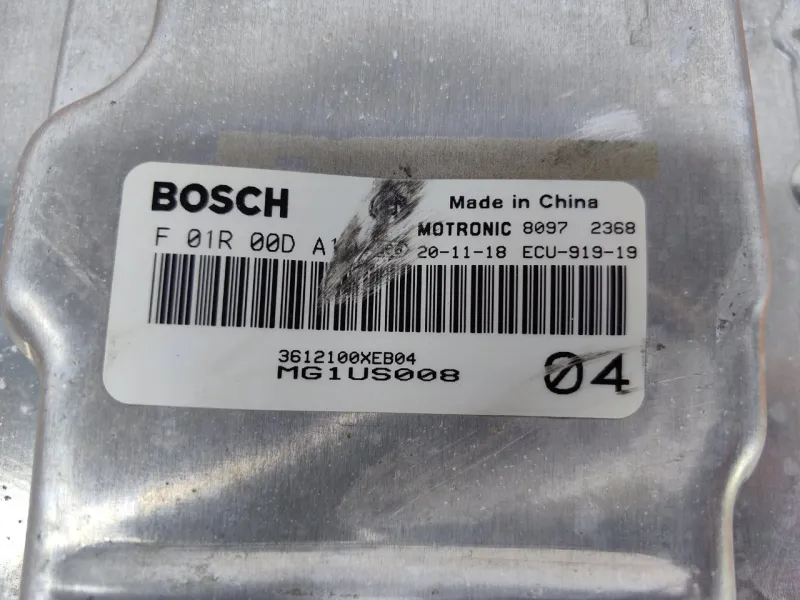 BOSCH
Made in China
MOTRONIC 8097 2368
F 01R 00D 20-11-18 ECU-919-19
3612100XEB04
MG1US008
04